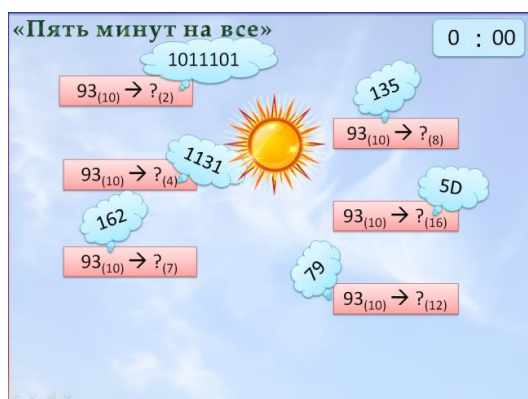 «Пять минут на все»
0 : 00
1011101
93(10) → ?(2)
135
93(10) → ?(8)
1131
93(10) → ?(4)
5D
93(10) → ?(16)
162
93(10) → ?(7)
79
93(10) → ?(12)